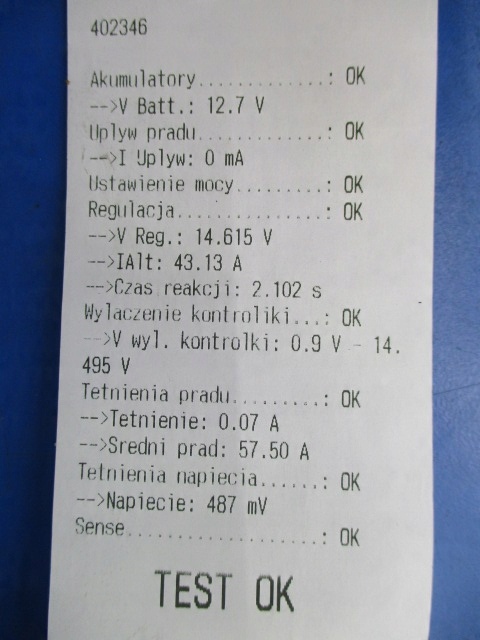 402346
Akumulatory............: OK
-->V Batt.: 12.7 V
Uplyw pradu............: OK
-->I Uplyw: 0 mA
Ustawienie mocy........: OK
Regulacja..............: OK
-->V Reg.: 14.615 V
-->IAlt: 43.13 A
-->Czas reakcji: 2.102 s
Wylaczenie kontroliki...: OK
-->V wyl. kontrolki: 0.9 V - 14.
495 V
Tetnienia pradu.........: OK
-->Tetnienie: 0.07 A
-->Sredni prad: 57.50 A
Tetnienia napiecia......: OK
-->Napiecie: 487 mV
Sense...................: OK
TEST OK